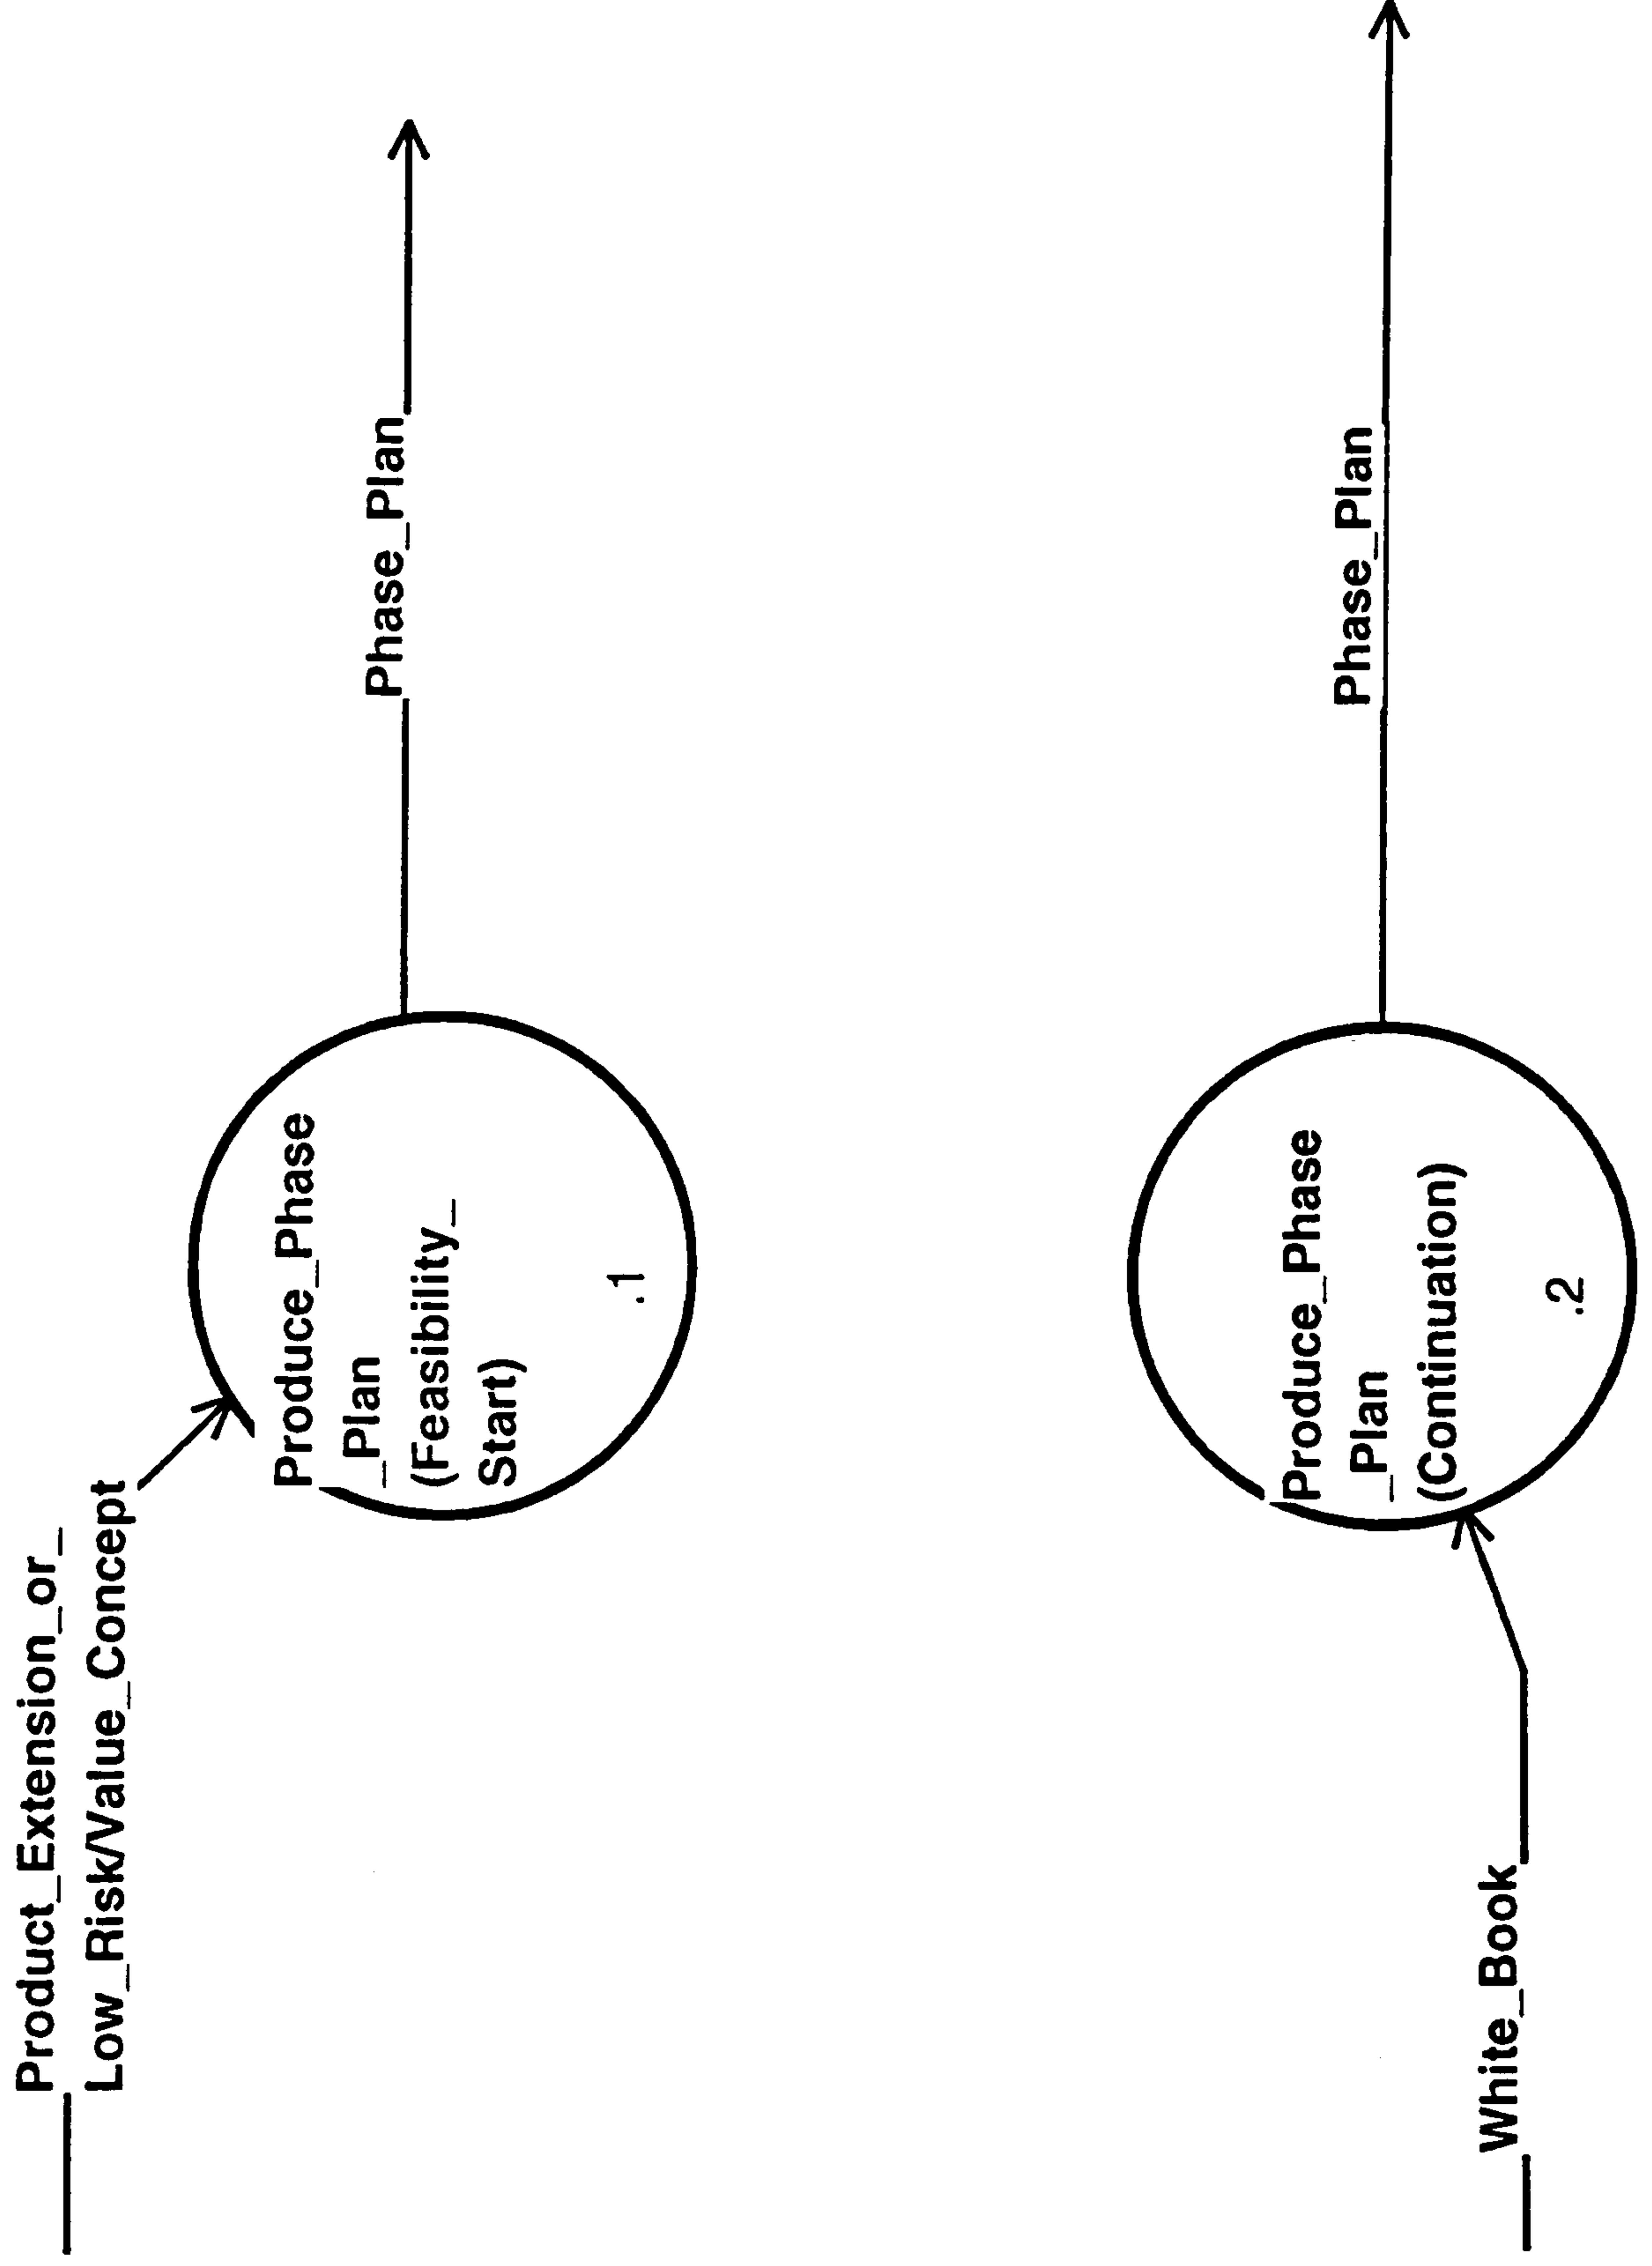 Product_Extension_or_
Low_Risk/Value_Concept
Produce_Phase
_Plan
(Feasibility_
Start)
.1
Phase_Plan
White_Book
Produce_Phase
_Plan
(Continuation)
.2
Phase_Plan